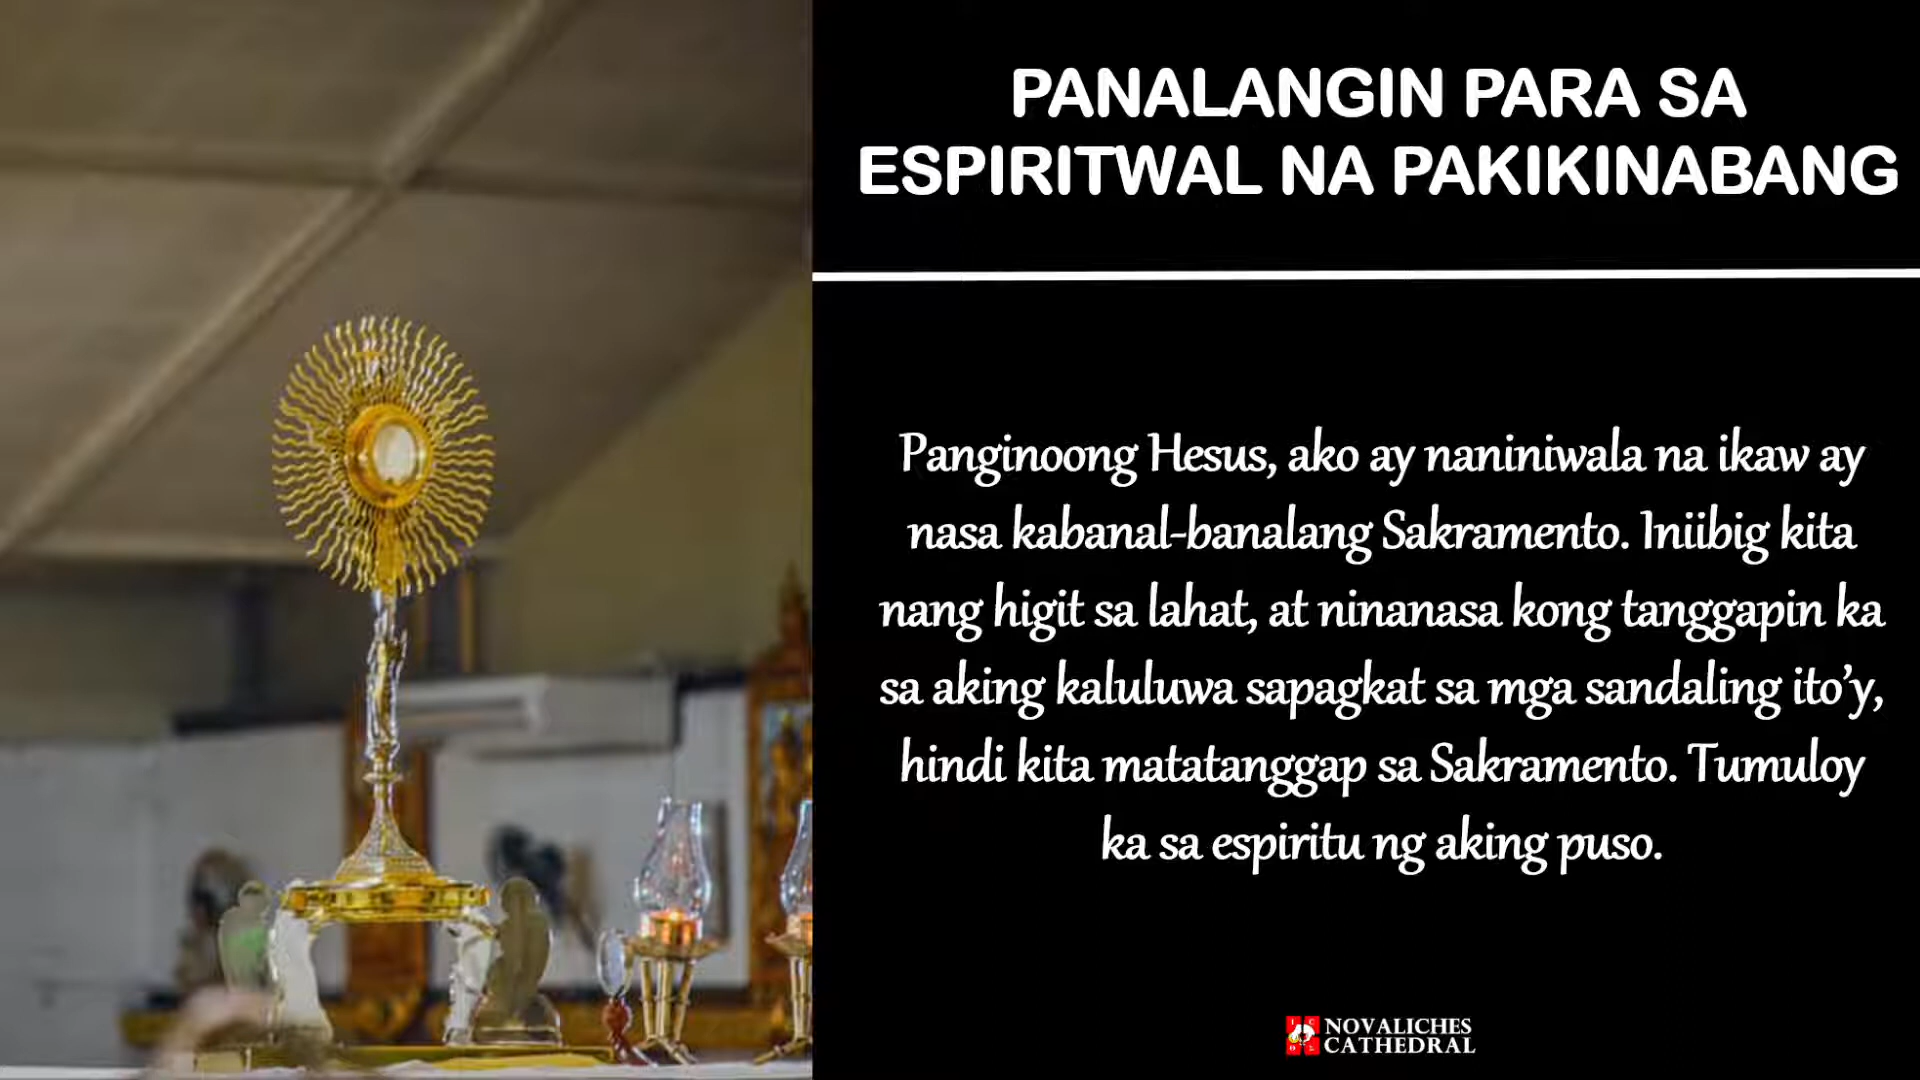 PANALANGIN PARA SA
ESPIRITWAL NA PAKIKINABANG
Panginoong Hesus, ako ay naniniwala na ikaw ay
nasa kabanal-banalang Sakramento. Iniibig kita
nang higit sa lahat, at ninanasa kong tanggapin ka
sa aking kaluluwa sapagkat sa mga sandaling ito’y,
hindi kita matatanggap sa Sakramento. Tumuloy
ka sa espiritu ng aking puso.
NOVALICHES
CATHEDRAL